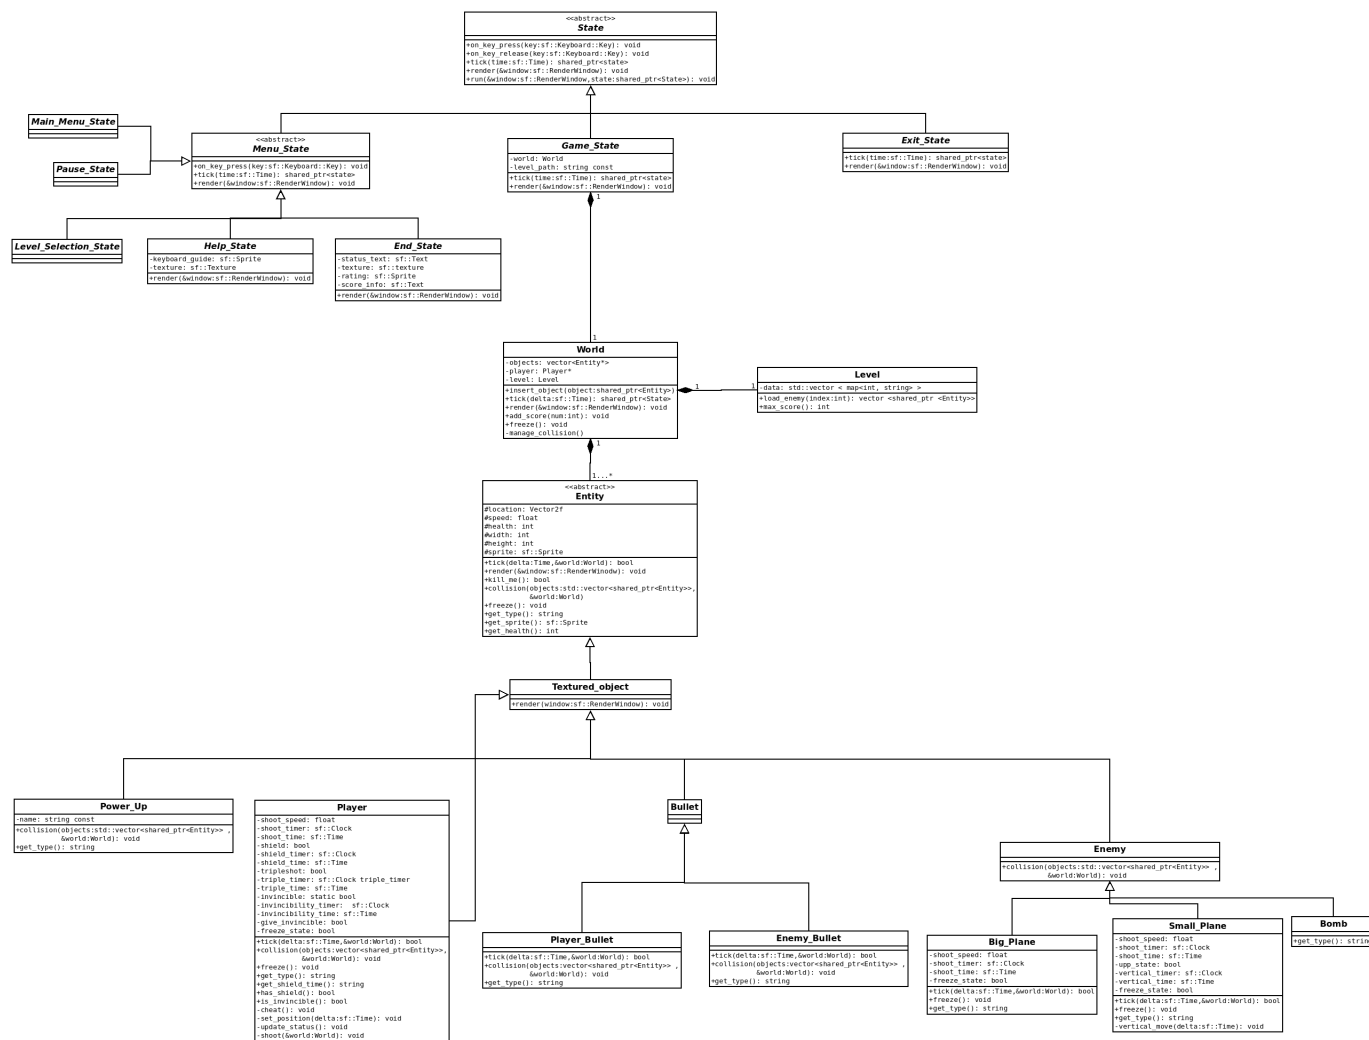 <<abstract>>
State
+on_key_press(key:sf::Keyboard::Key): void
+on_key_release(key:sf::Keyboard::Key): void
+tick(time:sf::Time): shared_ptr<state>
+render(&window:sf::RenderWindow): void
+run(&window:sf::RenderWindow,state:shared_ptr<State>): void
Main_Menu_State
Pause_State
<<abstract>>
Menu_State
+on_key_press(key:sf::Keyboard::Key): void
+tick(time:sf::Time): shared_ptr<state>
+render(&window:sf::RenderWindow): void
Game_State
-world: World
-level_path: string const
+tick(time:sf::Time): shared_ptr<state>
+render(&window:sf::RenderWindow): void
1
Exit_State
+tick(time:sf::Time): shared_ptr<state>
+render(&window:sf::RenderWindow): void
Level_Selection_State
Help_State
-keyboard_guide: sf::Sprite
-texture: sf::Texture
+render(&window:sf::RenderWindow): void
End_State
-status_text: sf::Text
-texture: sf::texture
-rating: sf::Sprite
-score_info: sf::Text
+render(&window:sf::RenderWindow): void
1
World
-objects: vector<Entity*>
-player: Player*
-level: Level
+insert_object(object:shared_ptr<Entity>)
+tick(delta:sf::Time): shared_ptr<State>
+render(&window:sf::RenderWindow): void
+add_score(num:int): void
+freeze(): void
-manage_collision()
1
1
Level
-data: std::vector < map<int, string> >
+load_enemy(index:int): vector <shared_ptr <Entity>>
+max_score(): int
1
1...*
<<abstract>>
Entity
#location: Vector2f
#speed: float
#health: int
#width: int
#height: int
#sprite: sf::Sprite
+tick(delta:Time,&world:World): bool
+render(&window:sf::RenderWinodw): void
+kill_me(): bool
+collision(objects:std::vector<shared_ptr<Entity>>,
&world:World)
+freeze(): void
+get_type(): string
+get_sprite(): sf::Sprite
+get_health(): int
Textured_object
+render(window:sf::RenderWindow): void
Power_Up
-name: string const
+collision(objects:std::vector<shared_ptr<Entity>> ,
&world:World): void
+get_type(): string
Player
-shoot_speed: float
-shoot_timer: sf::Clock
-shoot_time: sf::Time
-shield: bool
-shield_timer: sf::Clock
-shield_time: sf::Time
-tripleshot: bool
-triple_timer: sf::Clock triple_timer
-triple_time: sf::Time
-invincible: static bool
-invincibility_timer:  sf::Clock
-invincibility_time: sf::Time
-give_invincible: bool
-freeze_state: bool
+tick(delta:sf::Time,&world:World): bool
+collision(objects:vector<shared_ptr<Entity>>,
&world:World): void
+freeze(): void
+get_type(): string
+get_shield_time(): string
+has_shield(): bool
+is_invincible(): bool
-cheat(): void
-set_position(delta:sf::Time): void
-update_status(): void
-shoot(&world:World): void
Bullet
Player_Bullet
+tick(delta:sf::Time,&world:World): bool
+collision(objects:vector<shared_ptr<Entity>> ,
&world:World): void
+get_type(): string
Enemy_Bullet
+tick(delta:sf::Time,&world:World): bool
+collision(objects:vector<shared_ptr<Entity>> ,
&world:World): void
+get_type(): string
Enemy
+collision(objects:std::vector<shared_ptr<Entity>> ,
&world:World): void
Big_Plane
-shoot_speed: float
-shoot_timer: sf::Clock
-shoot_time: sf::Time
-freeze_state: bool
+tick(delta:sf::Time,&world:World): bool
+freeze(): void
+get_type(): string
Small_Plane
-shoot_speed: float
-shoot_timer: sf::Clock
-shoot_time: sf::Time
-upp_state: bool
-vertical_timer: sf::Clock
-vertical_time: sf::Time
-freeze_state: bool
+tick(delta:sf::Time,&world:World): bool
+freeze(): void
+get_type(): string
-vertical_move(delta:sf::Time): void
Bomb
+get_type(): string